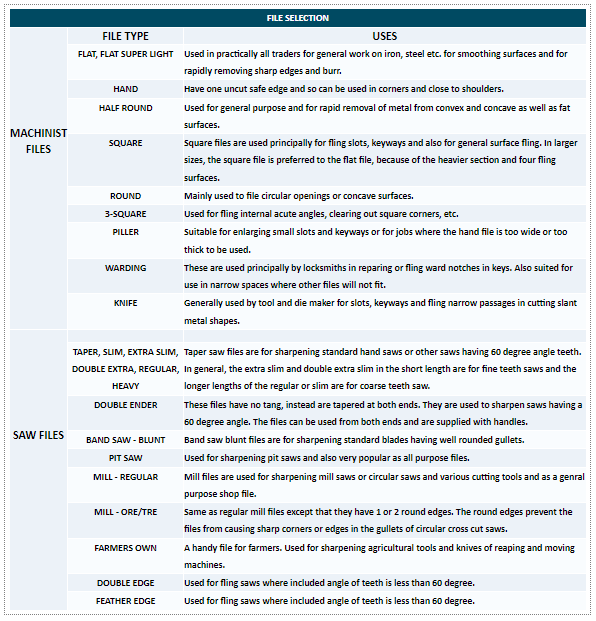 FILE SELECTION
FILE TYPE USES
MACHINIST FILES
FLAT, FLAT SUPER LIGHT Used in practically all traders for general work on iron, steel etc. for smoothing surfaces and for
rapidly removing sharp edges and burr.
HAND Have one uncut safe edge and so can be used in corners and close to shoulders.
HALF ROUND Used for general purpose and for rapid removal of metal from convex and concave as well as fat
surfaces.
SQUARE Square files are used principally for fling slots, keyways and also for general surface fling. In larger
sizes, the square file is preferred to the flat file, because of the heavier section and four fling
surfaces.
ROUND Mainly used to file circular openings or concave surfaces.
3-SQUARE Used for fling internal acute angles, clearing out square corners, etc.
PILLER Suitable for enlarging small slots and keyways or for jobs where the hand file is too wide or too
thick to be used.
WARDING These are used principally by locksmiths in reparing or fling ward notches in keys. Also suited for
use in narrow spaces where other files will not fit.
KNIFE Generally used by tool and die maker for slots, keyways and fling narrow passages in cutting slant
metal shapes.
SAW FILES
TAPER, SLIM, EXTRA SLIM, Taper saw files are for sharpening standard hand saws or other saws having 60 degree angle teeth.
DOUBLE EXTRA, REGULAR, In general, the extra slim and double extra slim in the short length are for fine teeth saws and the
HEAVY longer lengths of the regular or slim are for coarse teeth saw.
DOUBLE ENDER These files have no tang, instead are tapered at both ends. They are used to sharpen saws having a
60 degree angle. The files can be used from both ends and are supplied with handles.
BAND SAW - BLUNT Band saw blunt files are for sharpening standard blades having well rounded gullets.
PIT SAW Used for sharpening pit saws and also very popular as all purpose files.
MILL - REGULAR Mill files are used for sharpening mill saws or circular saws and various cutting tools and as a genral
purpose shop file.
MILL - ORE/TRE Same as regular mill files except that they have 1 or 2 round edges. The round edges prevent the
files from causing sharp corners or edges in the gullets of circular cross cut saws.
FARMERS OWN A handy file for farmers. Used for sharpening agricultural tools and knives of reaping and moving
machines.
DOUBLE EDGE Used for fling saws where included angle of teeth is less than 60 degree.
FEATHER EDGE Used for fling saws where included angle of teeth is less than 60 degree.